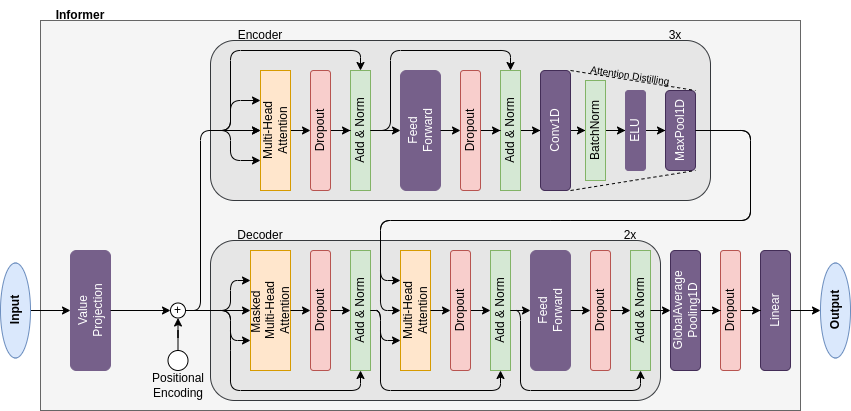 Informer
Encoder
3x
Multi-Head
Attention
Dropout
Add & Norm
Feed
Forward
Dropout
Add & Norm
Conv1D
Attention Distilling
BatchNorm
ELU
MaxPool1D
Decoder
2x
Input
Value
Projection
+
Positional
Encoding
Masked
Multi-Head
Attention
Dropout
Add & Norm
Multi-Head
Attention
Dropout
Add & Norm
Feed
Forward
Dropout
Add & Norm
GlobalAverage
Pooling1D
Dropout
Linear
Output